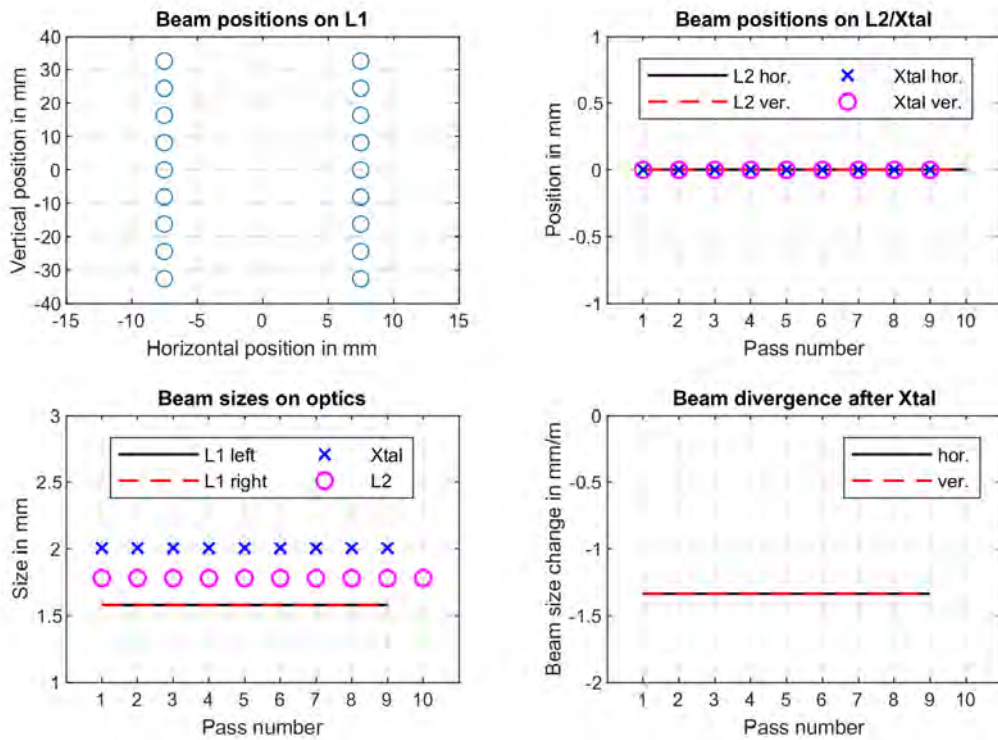 Beam positions on L1
40
30
20
10
0
-10
-20
-30
-40
Vertical position in mm
-15 -10 -5 0 5 10 15
Horizontal position in mm
Beam positions on L2/Xtal
1
0.5
0
-0.5
-1
Position in mm
L2 hor. Xtal hor.
L2 ver. Xtal ver.
1 2 3 4 5 6 7 8 9 10
Pass number
Beam sizes on optics
3
2.5
2
1.5
1
Size in mm
L1 left Xtal
L1 right L2
1 2 3 4 5 6 7 8 9 10
Pass number
Beam divergence after Xtal
0
-0.5
-1
-1.5
-2
Beam size change in mm/m
hor.
ver.
1 2 3 4 5 6 7 8 9 10
Pass number